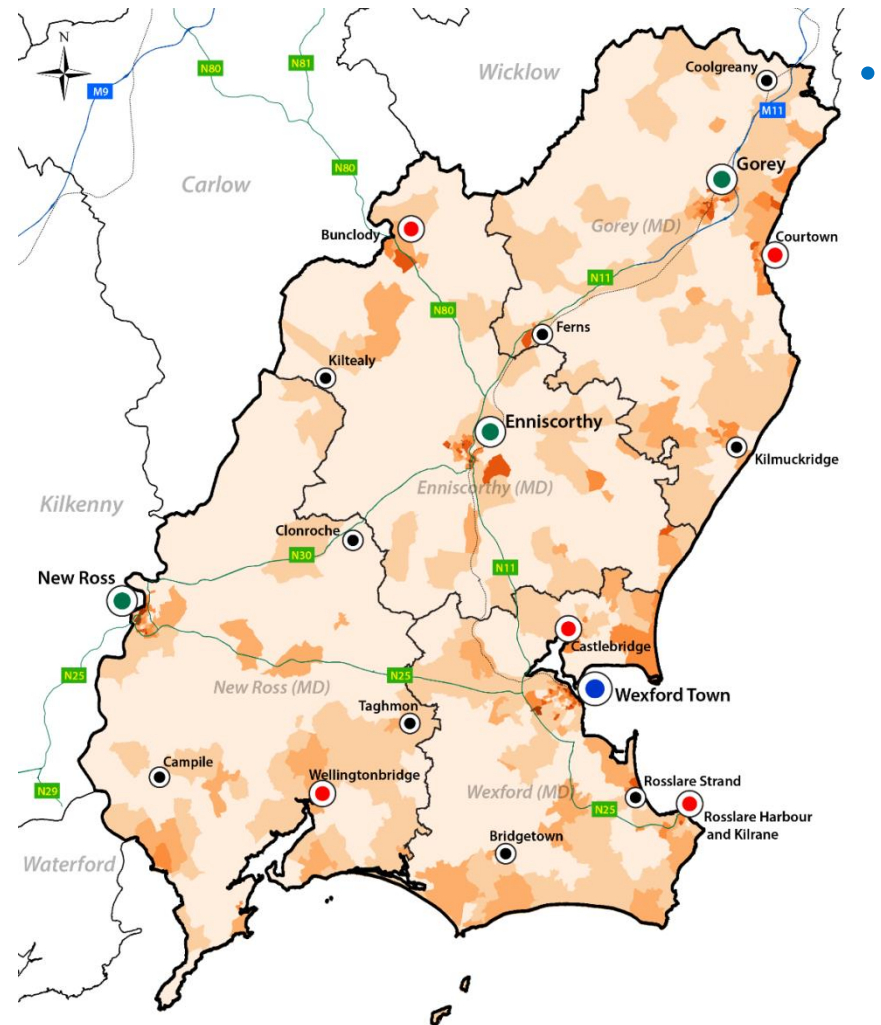 N
N80
N81
Wicklow
Coolgreany
M9
M11
N80
Carlow
Gorey
Bunclody
Gorey (MD)
Courtown
N11
N80
Ferns
Kiltealy
Enniscorthy
Kilmuckridge
Enniscorthy (MD)
Kilkenny
Clonroche
N30
N11
New Ross
Castlebridge
N25
N25
New Ross (MD)
Wexford Town
Taghmon
Campile
Wellingtonbridge
Rosslare Strand
N29
Wexford (MD)
N25
Rosslare Harbour
and Kilrane
Bridgetown
Waterford